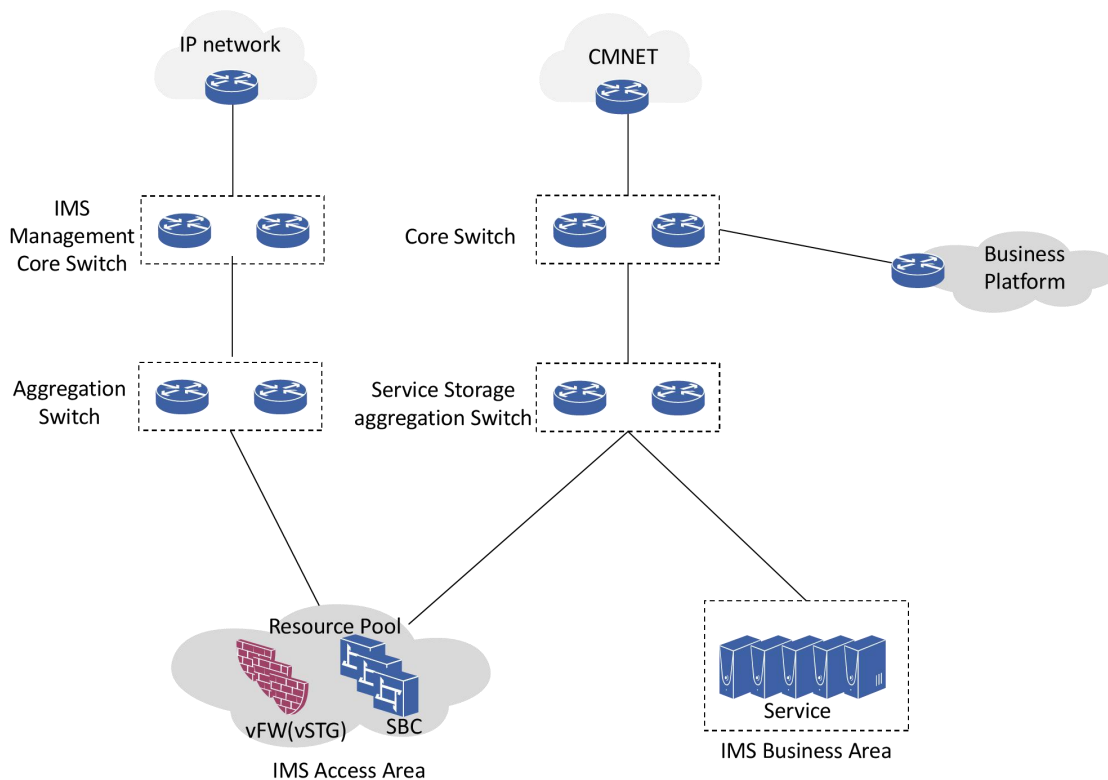 IP network
CMNET
IMS
Management
Core Switch
Core Switch
Business
Platform
Aggregation
Switch
Service Storage
aggregation Switch
Resource Pool
vFW(vSTG)
SBC
IMS Access Area
Service
IMS Business Area